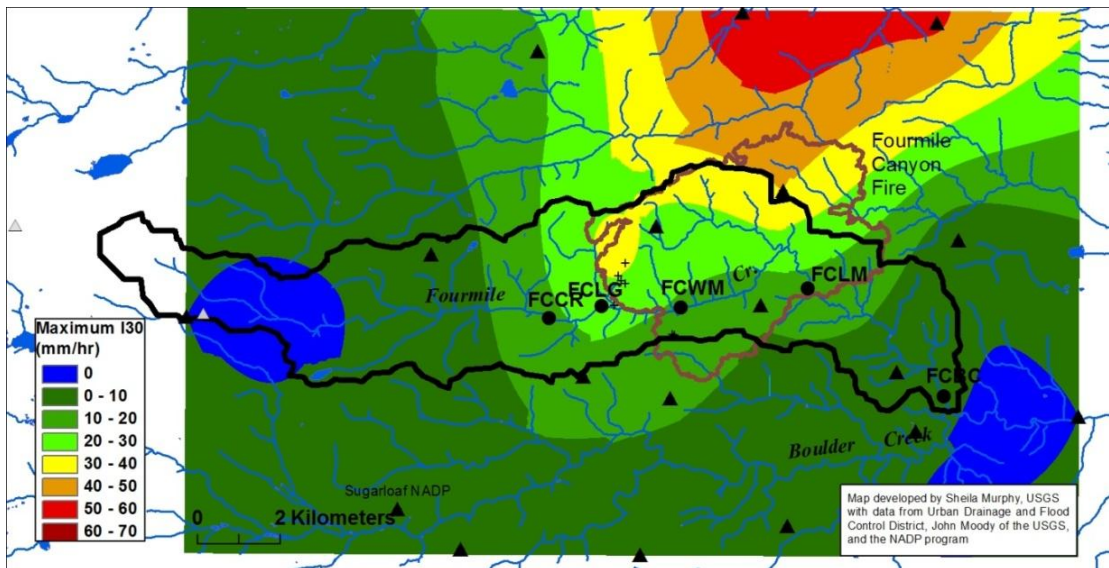 Fourmile
Canyon
Fire
Fourmile
Cr.
FCCR
FCLG
FCWM
FCLM
FCBC
Boulder Creek
Maximum I30
(mm/hr)
0
0 - 10
10 - 20
20 - 30
30 - 40
40 - 50
50 - 60
60 - 70
Sugarloaf NADP
0 2 Kilometers
Map developed by Sheila Murphy, USGS
with data from Urban Drainage and Flood
Control District, John Moody of the USGS,
and the NADP program